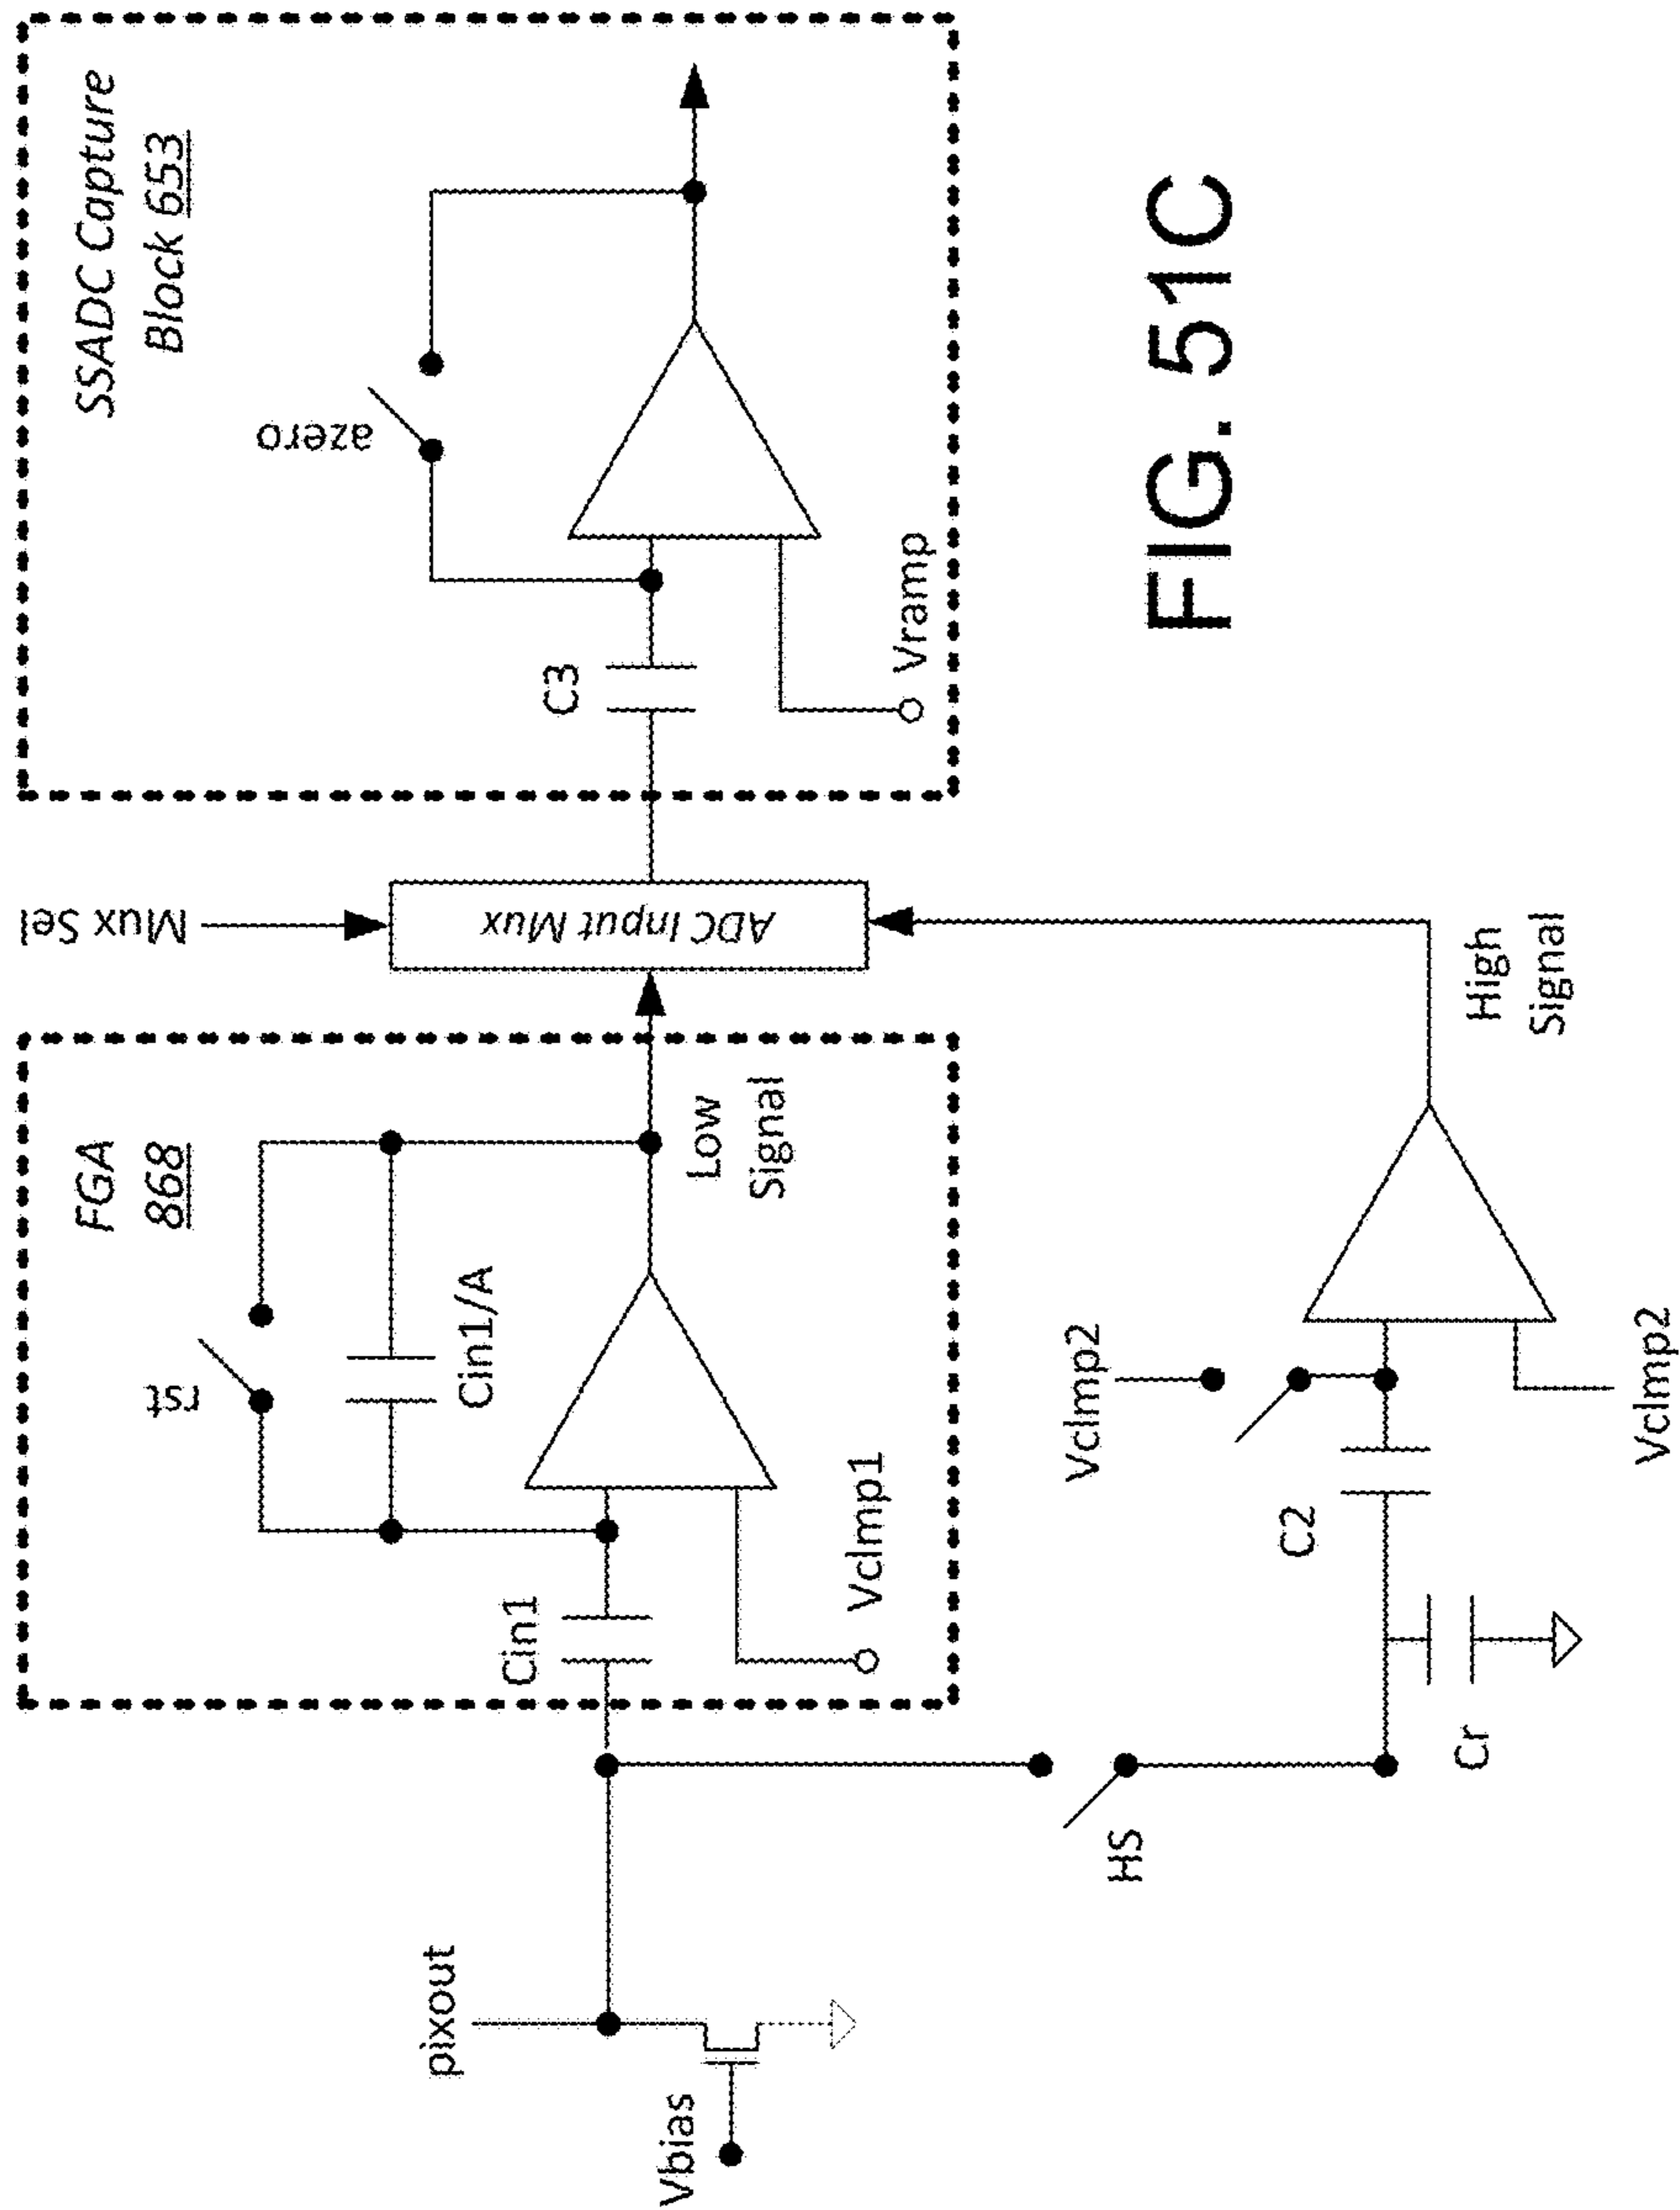 FGA
868
rst
Cin1/A
Cin1
Vclmp1
Low
Signal
Mux Sel
ADC Input Mux
SSADC Capture
Block 653
azero
C3
Vramp
pixout
Vbias
HS
Cr
C2
Vclmp2
Vclmp2
High
Signal
FIG. 51C